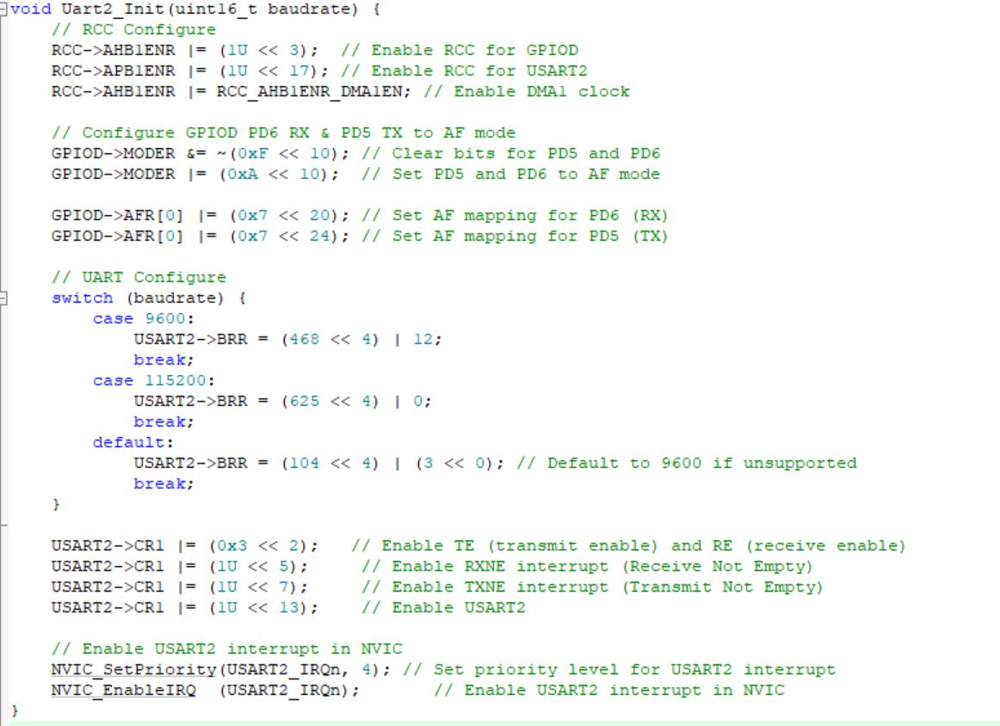 void Uart2_Init(uint16_t baudrate) {
    // RCC Configure
    RCC->AHB1ENR |= (1U << 3);  // Enable RCC for GPIOD
    RCC->APB1ENR |= (1U << 17); // Enable RCC for USART2
    RCC->AHB1ENR |= RCC_AHB1ENR_DMA1EN; // Enable DMA1 clock

    // Configure GPIOD PD6 RX & PD5 TX to AF mode
    GPIOD->MODER &= ~(0xF << 10); // Clear bits for PD5 and PD6
    GPIOD->MODER |= (0xA << 10);  // Set PD5 and PD6 to AF mode

    GPIOD->AFR[0] |= (0x7 << 20); // Set AF mapping for PD6 (RX)
    GPIOD->AFR[0] |= (0x7 << 24); // Set AF mapping for PD5 (TX)

    // UART Configure
    switch (baudrate) {
        case 9600:
            USART2->BRR = (468 << 4) | 12;
            break;
        case 115200:
            USART2->BRR = (625 << 4) | 0;
            break;
        default:
            USART2->BRR = (104 << 4) | (3 << 0); // Default to 9600 if unsupported
            break;
    }

    USART2->CR1 |= (0x3 << 2);   // Enable TE (transmit enable) and RE (receive enable)
    USART2->CR1 |= (1U << 5);     // Enable RXNE interrupt (Receive Not Empty)
    USART2->CR1 |= (1U << 7);     // Enable TXNE interrupt (Transmit Not Empty)
    USART2->CR1 |= (1U << 13);    // Enable USART2

    // Enable USART2 interrupt in NVIC
    NVIC_SetPriority(USART2_IRQn, 4); // Set priority level for USART2 interrupt
    NVIC_EnableIRQ  (USART2_IRQn);       // Enable USART2 interrupt in NVIC
}